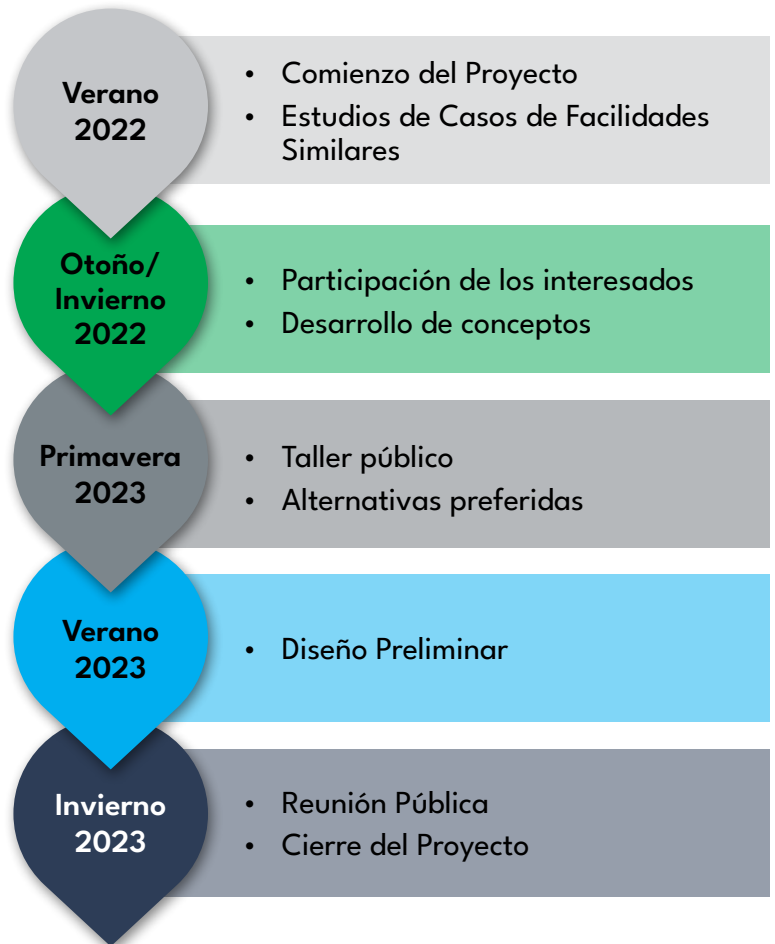 Verano
2022
• Comienzo del Proyecto
• Estudios de Casos de Facilidades
Similares
Otoño/
Invierno
2022
• Participación de los interesados
• Desarrollo de conceptos
Primavera
2023
• Taller público
• Alternativas preferidas
Verano
2023
• Diseño Preliminar
Invierno
2023
• Reunión Pública
• Cierre del Proyecto